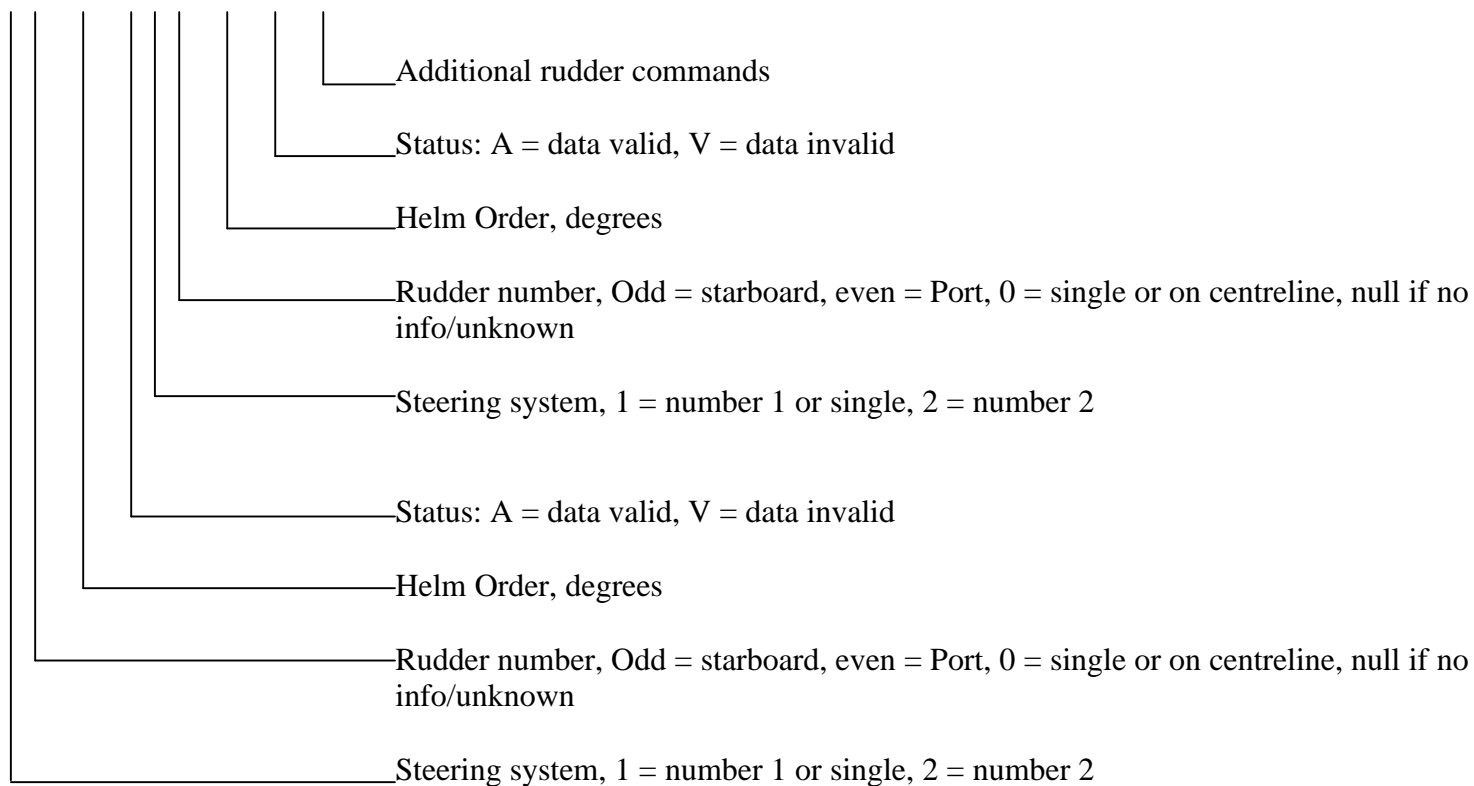 Additional rudder commands
Status: A = data valid, V = data invalid
Helm Order, degrees
Rudder number, Odd = starboard, even = Port, 0 = single or on centreline, null if no
info/unknown
Steering system, 1 = number 1 or single, 2 = number 2
Status: A = data valid, V = data invalid
Helm Order, degrees
Rudder number, Odd = starboard, even = Port, 0 = single or on centreline, null if no
info/unknown
Steering system, 1 = number 1 or single, 2 = number 2